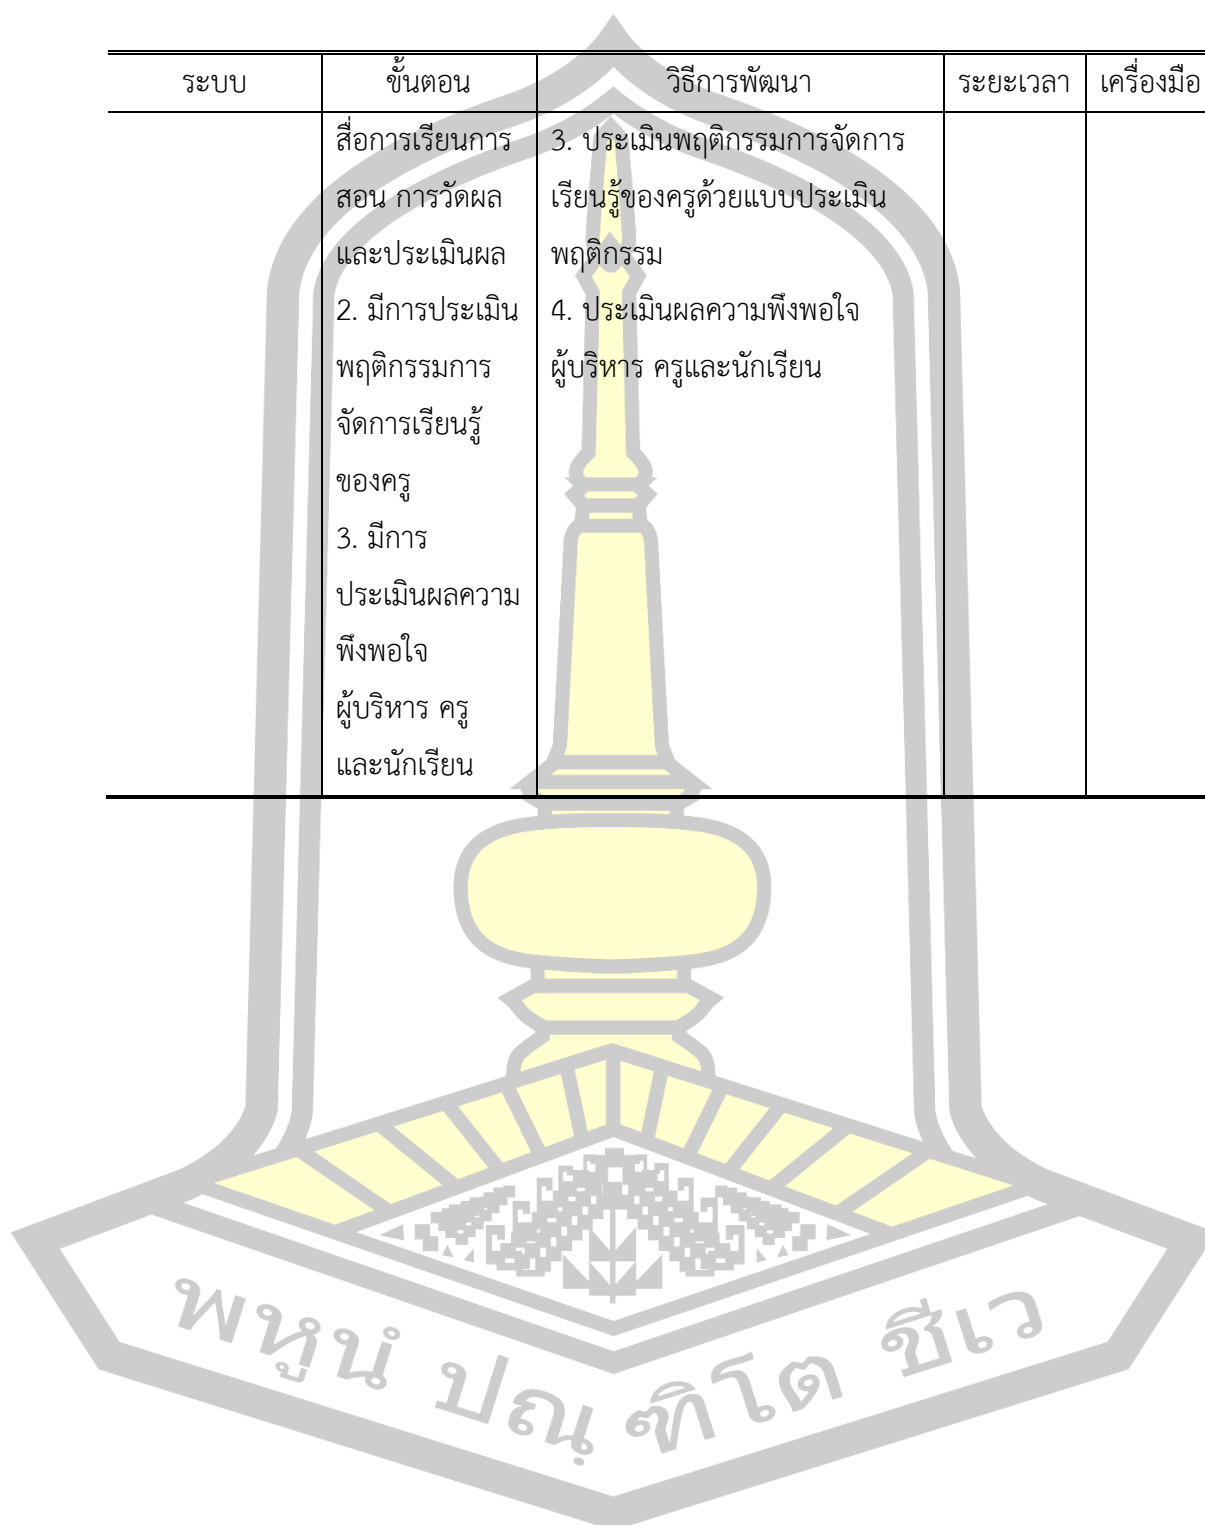 ระบบ ขั้นตอน วิธีการพัฒนา ระยะเวลา เครื่องมือ
สื่อการเรียนการ
สอน การวัดผล
และประเมินผล
2. มีการประเมิน
พฤติกรรมการ
จัดการเรียนรู้
ของครู
3. มีการ
ประเมินผลความ
พึงพอใจ
ผู้บริหาร ครู
และนักเรียน
3. ประเมินพฤติกรรมการจัดการ
เรียนรู้ของครูด้วยแบบประเมิน
พฤติกรรม
4. ประเมินผลความพึงพอใจ
ผู้บริหาร ครูและนักเรียน
พหูนํ ปณฺฑิโต ชีเว